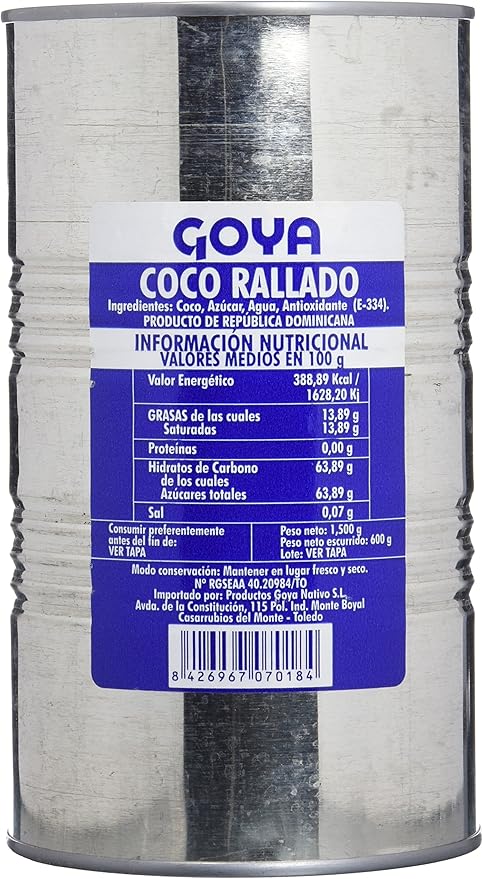 GOYA
COCO RALLADO
Ingredientes: Coco, Azúcar, Agua, Antioxidante (E-334).
PRODUCTO DE REPÚBLICA DOMINICANA
INFORMACIÓN NUTRICIONAL
VALORES MEDIOS EN 100 g
Valor Energético 388,89 Kcal /
1628,20 Kj
GRASAS de las cuales 13,89 g
Saturadas 13,89 g
Proteínas 0,00 g
Hidratos de Carbono 63,89 g
de los cuales
Azúcares totales 63,89 g
Sal 0,07 g
Consumir preferentemente
antes del fin de:
VER TAPA
Peso neto: 1,500 g
Peso neto escurrido: 600 g
Lote: VER TAPA
Modo conservación: Mantener en lugar fresco y seco.
Nº RGSEAA 40.20984/TO
Importado por: Productos Goya Nativo S.L.
Avda. de la Constitución, 115 Pol. Ind. Monte Boyal
Casarrubios del Monte - Toledo
8 426967 070184